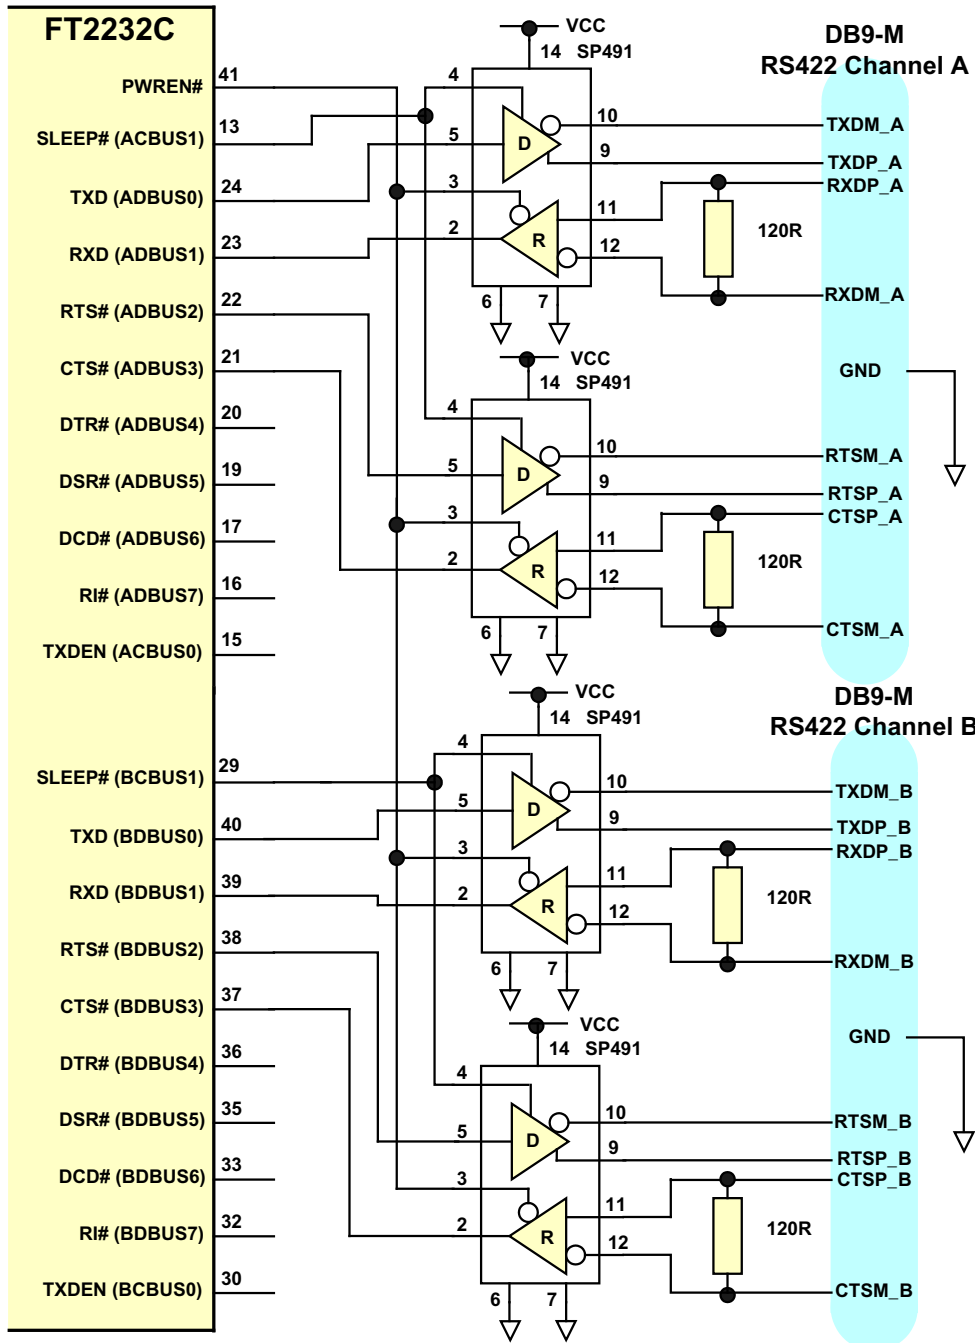 FT2232C
PWREN#
41
SLEEP# (ACBUS1)
13
TXD (ADBUS0)
24
RXD (ADBUS1)
23
RTS# (ADBUS2)
22
CTS# (ADBUS3)
21
DTR# (ADBUS4)
20
DSR# (ADBUS5)
19
DCD# (ADBUS6)
17
RI# (ADBUS7)
16
TXDEN (ACBUS0)
15
SLEEP# (BCBUS1)
29
TXD (BDBUS0)
40
RXD (BDBUS1)
39
RTS# (BDBUS2)
38
CTS# (BDBUS3)
37
DTR# (BDBUS4)
36
DSR# (BDBUS5)
35
DCD# (BDBUS6)
33
RI# (BDBUS7)
32
TXDEN (BCBUS0)
30
VCC
14 SP491
4
5
D
10
9
3
2
R
11
12
6
7
VCC
14 SP491
4
5
D
10
9
3
2
R
11
12
6
7
VCC
14 SP491
4
5
D
10
9
3
2
R
11
12
6
7
VCC
14 SP491
4
5
D
10
9
3
2
R
11
12
6
7
DB9-M
RS422 Channel A
TXDM_A
TXDP_A
RXDP_A
120R
RXDM_A
GND
RTSM_A
RTSP_A
CTSP_A
120R
CTSM_A
DB9-M
RS422 Channel B
TXDM_B
TXDP_B
RXDP_B
120R
RXDM_B
GND
RTSM_B
RTSP_B
CTSP_B
120R
CTSM_B